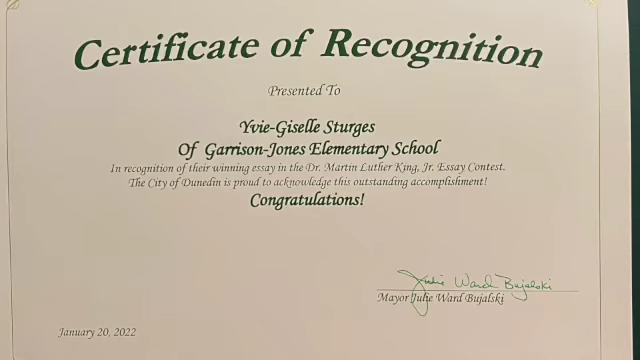 Certificate of Recognition
Presented To
Yvie-Giselle Sturges
Of Garrison-Jones Elementary School
In recognition of their winning essay in the Dr. Martin Luther King, Jr. Essay Contest.
The City of Dunedin is proud to acknowledge this outstanding accomplishment!
Congratulations!
Julie Ward Bujalski
Mayor Julie Ward Bujalski
January 20, 2022